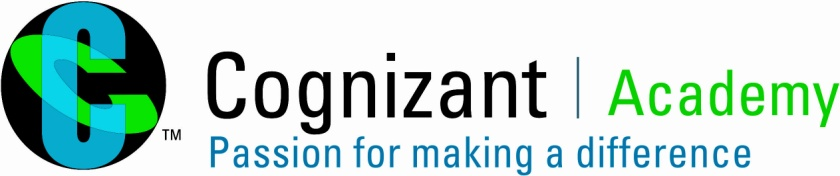 C
Cognizant | Academy
Passion for making a difference
TM